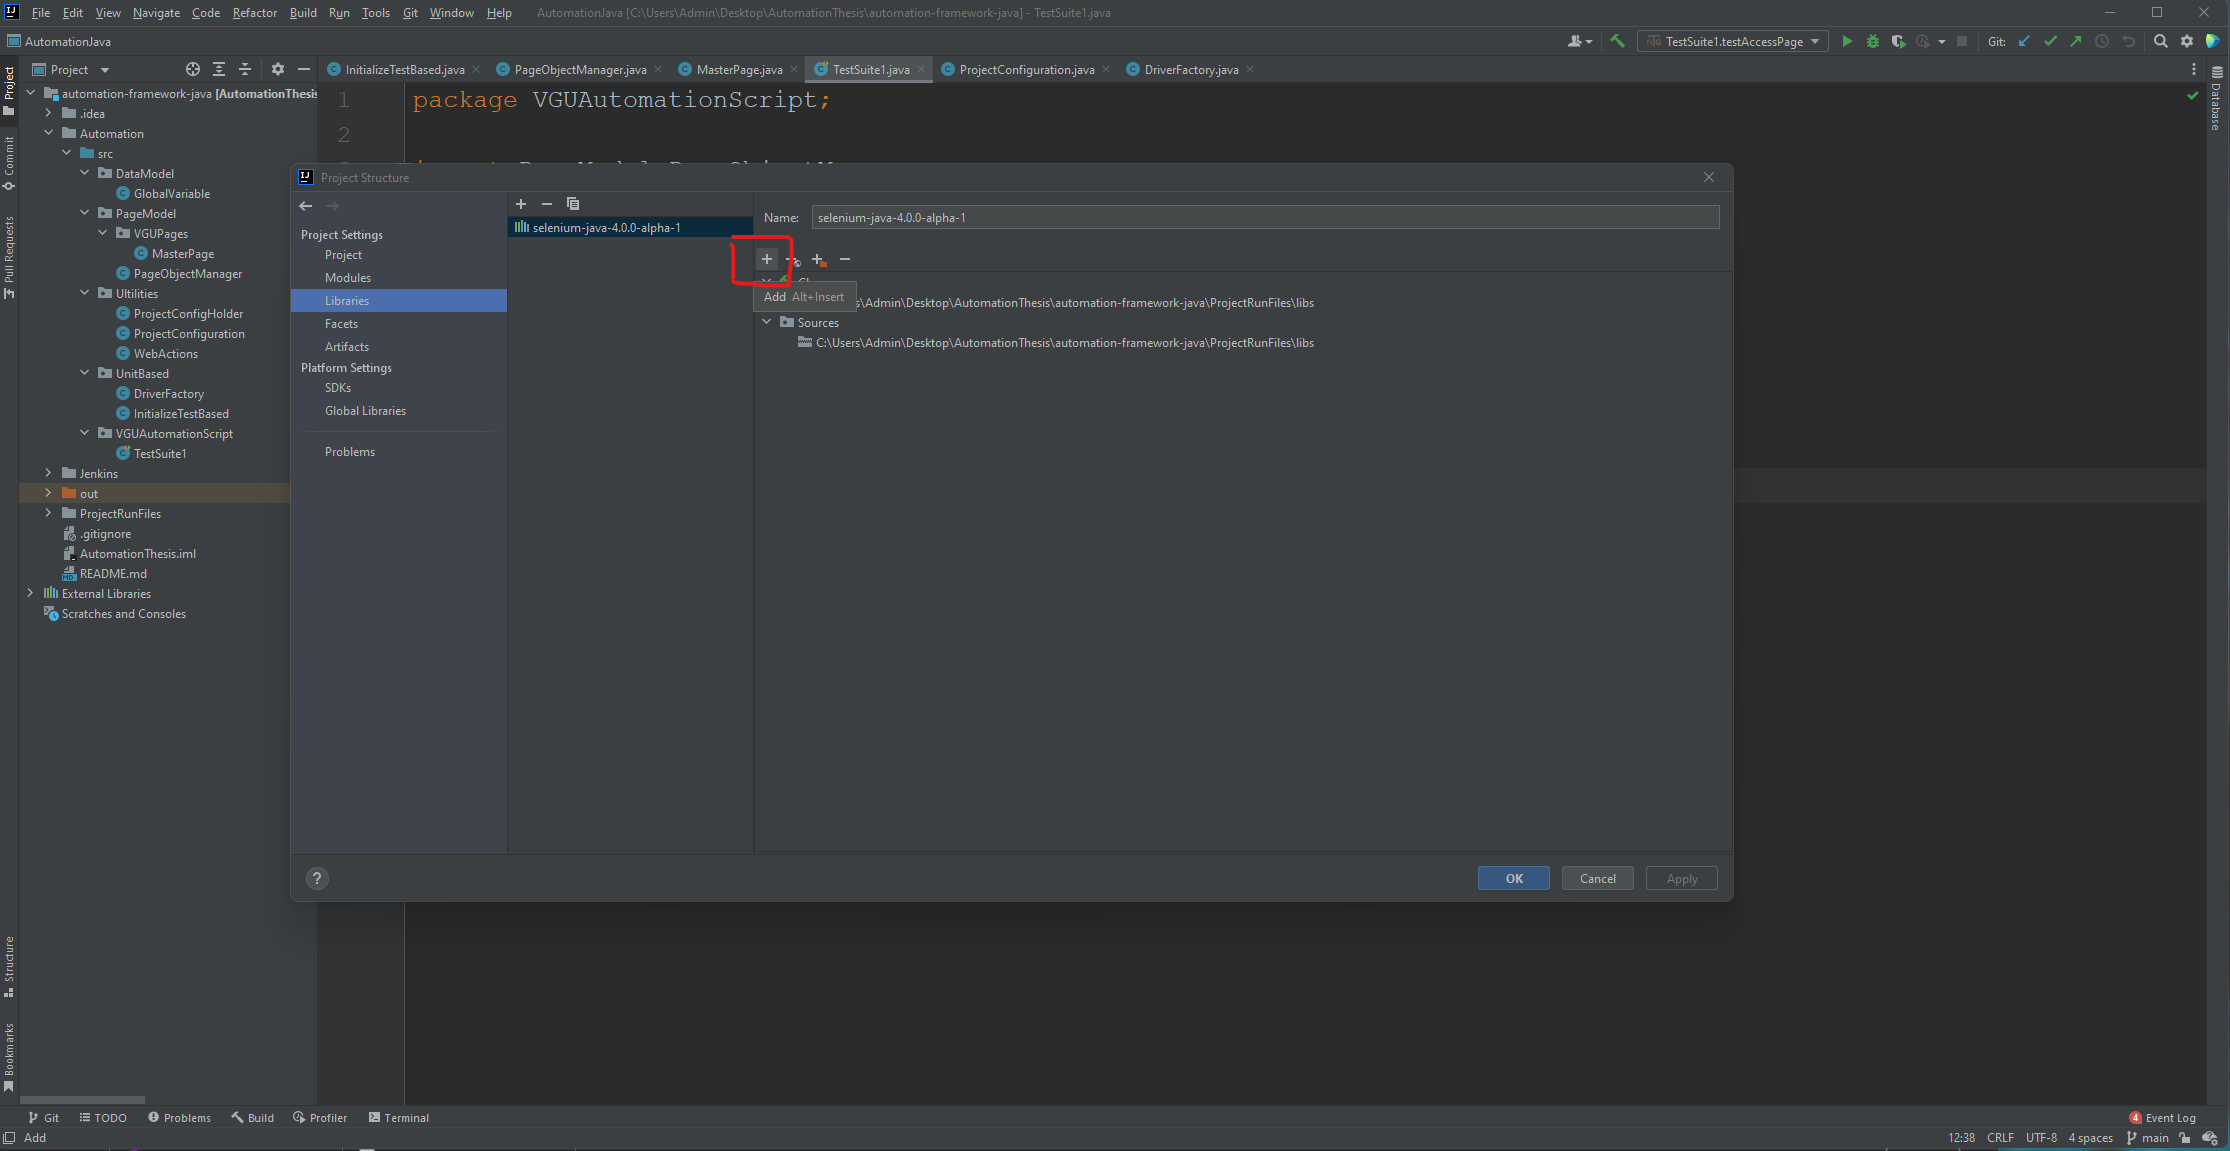 File Edit View Navigate Code Refactor Build Run Tools Git Window Help AutomationJava [C:\Users\Admin\Desktop\AutomationThesis\automation-framework-java] - TestSuite1.java
AutomationJava
TestSuite1.testAccessPage
Git:
Project
InitializeTestBased.java
PageObjectManager.java
MasterPage.java
TestSuite1.java
ProjectConfiguration.java
DriverFactory.java
Project
Commit
Pull Requests
Structure
Bookmarks
Database
automation-framework-java [AutomationThesis
.idea
Automation
src
DataModel
GlobalVariable
PageModel
VGUPages
MasterPage
PageObjectManager
Ultilities
ProjectConfigHolder
ProjectConfiguration
WebActions
UnitBased
DriverFactory
InitializeTestBased
VGUAutomationScript
TestSuite1
Jenkins
out
ProjectRunFiles
.gitignore
AutomationThesis.iml
README.md
External Libraries
Scratches and Consoles
1 package VGUAutomationScript;
2
Project Structure
Project Settings
Project
Modules
Libraries
Facets
Artifacts
Platform Settings
SDKs
Global Libraries
Problems
selenium-java-4.0.0-alpha-1
Name: selenium-java-4.0.0-alpha-1
Add Alt+Insert
\Admin\Desktop\AutomationThesis\automation-framework-java\ProjectRunFiles\libs
Sources
C:\Users\Admin\Desktop\AutomationThesis\automation-framework-java\ProjectRunFiles\libs
?
OK Cancel Apply
Git TODO Problems Build Profiler Terminal
4 Event Log
Add
12:38 CRLF UTF-8 4 spaces main